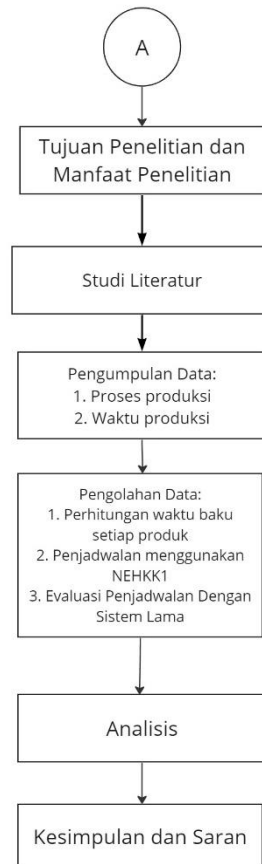 A
Tujuan Penelitian dan
Manfaat Penelitian
Studi Literatur
Pengumpulan Data:
1. Proses produksi
2. Waktu produksi
Pengolahan Data:
1. Perhitungan waktu baku
setiap produk
2. Penjadwalan menggunakan
NEHKK1
3. Evaluasi Penjadwalan Dengan
Sistem Lama
Analisis
Kesimpulan dan Saran